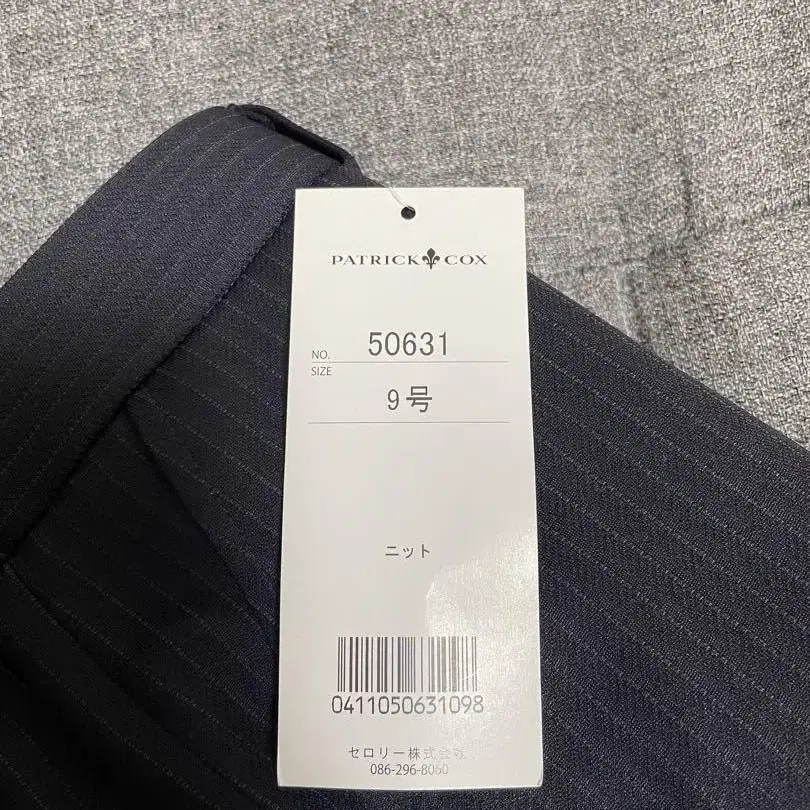 PATRICK COX
NO. 50631
SIZE
9号
ニット
0411050631098
セロリー株式会社
086-296-8060